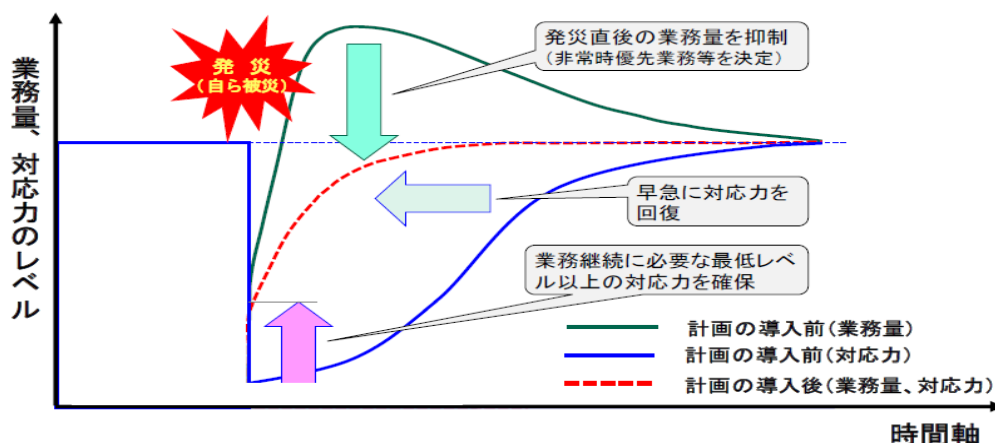 業務量、対応力のレベル
発 災
（自ら被災）
発災直後の業務量を抑制
（非常時優先業務等を決定）
早急に対応力を
回復
業務継続に必要な最低レベ
ル以上の対応力を確保
計画の導入前（業務量）
計画の導入前（対応力）
計画の導入後（業務量、対応力）
時間軸